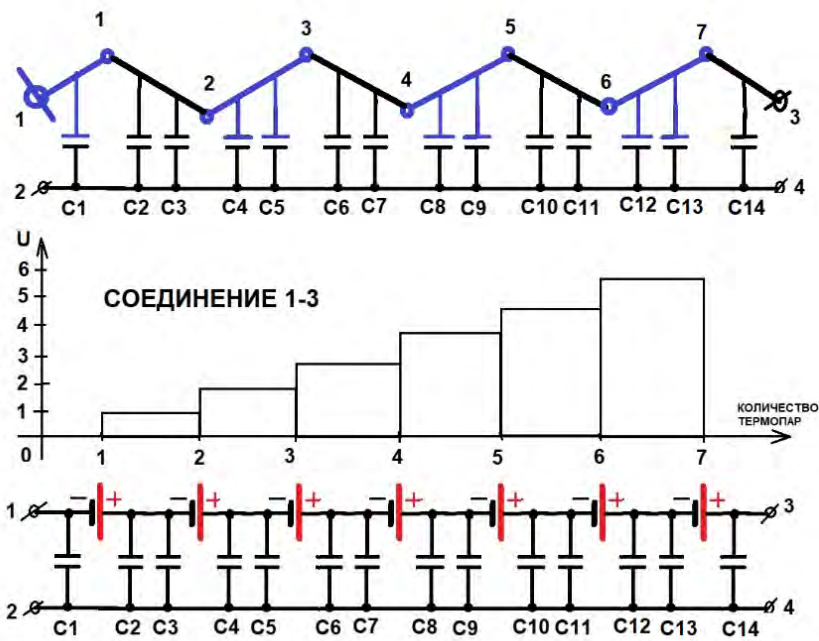 1 3 5 7
1 2 4 6 3
2 4
C1 C2 C3 C4 C5 C6 C7 C8 C9 C10 C11 C12 C13 C14
U
6
5
4
3
2
1
СОЕДИНЕНИЕ 1-3
КОЛИЧЕСТВО
ТЕРМОПАР
0 1 2 3 4 5 6 7
1 − + − + − + − + − + − + − + 3
2 4
C1 C2 C3 C4 C5 C6 C7 C8 C9 C10 C11 C12 C13 C14